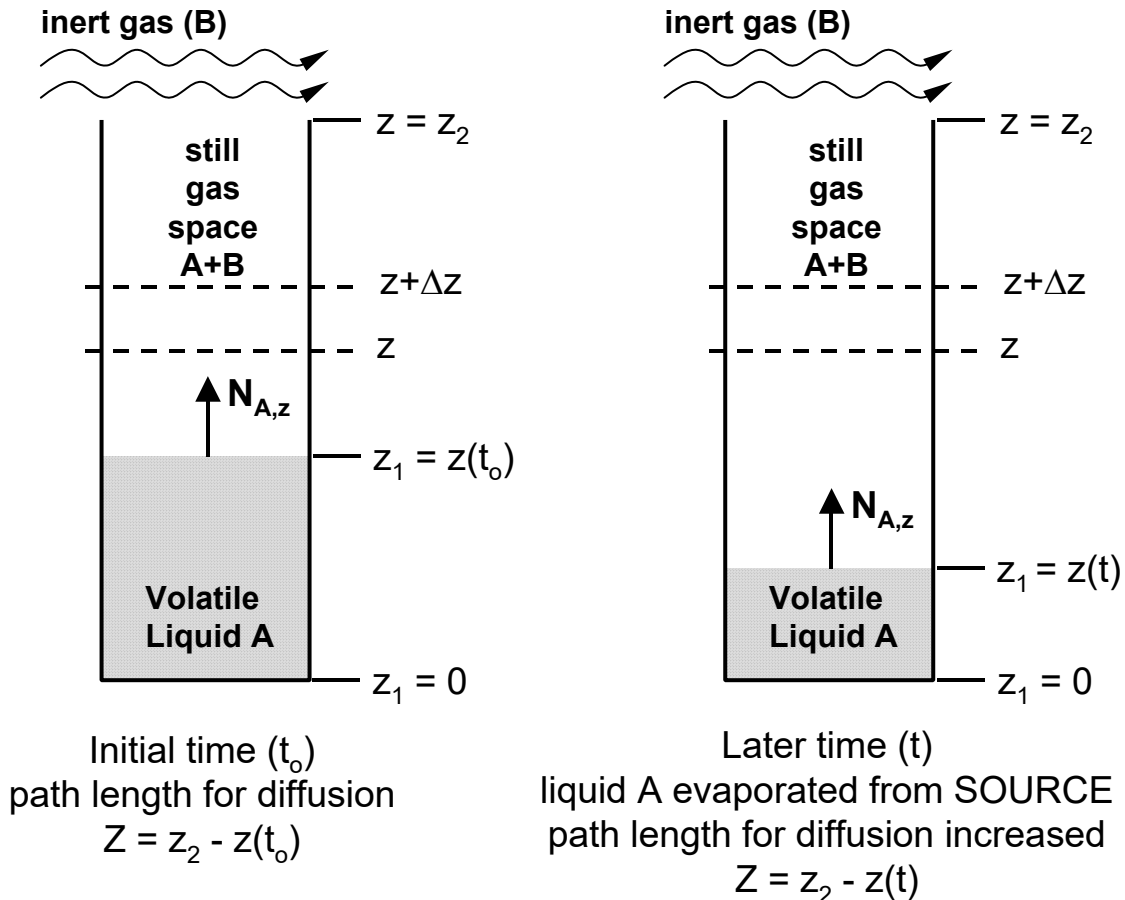 inert gas (B)
z = z₂
still
gas
space
A+B
z+Δz
z
N_A,z
z₁ = z(tₒ)
Volatile
Liquid A
z₁ = 0
Initial time (tₒ)
path length for diffusion
Z = z₂ - z(tₒ)
inert gas (B)
z = z₂
still
gas
space
A+B
z+Δz
z
N_A,z
z₁ = z(t)
Volatile
Liquid A
z₁ = 0
Later time (t)
liquid A evaporated from SOURCE
path length for diffusion increased
Z = z₂ - z(t)